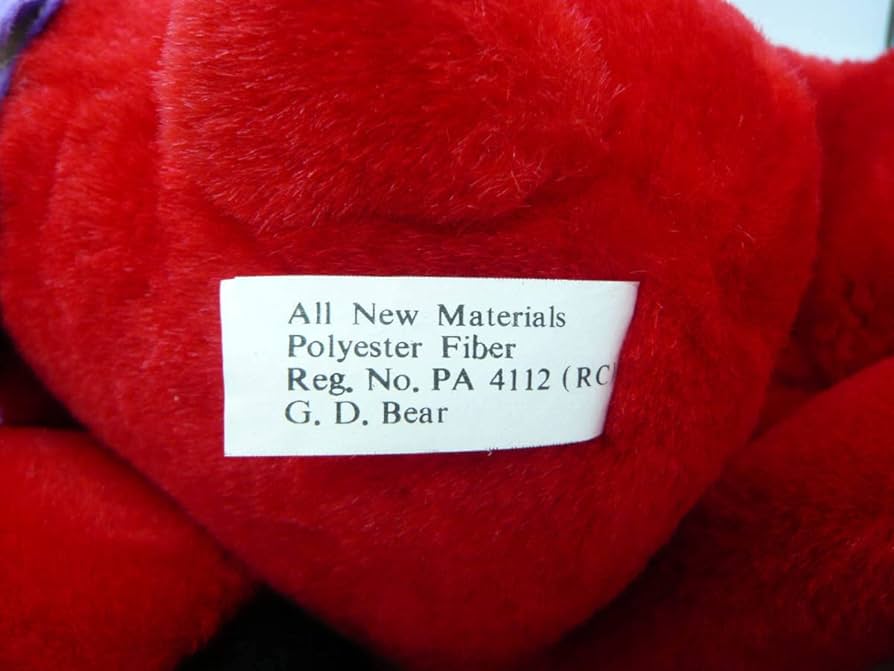 All New Materials
Polyester Fiber
Reg. No. PA 4112 (RC)
G. D. Bear